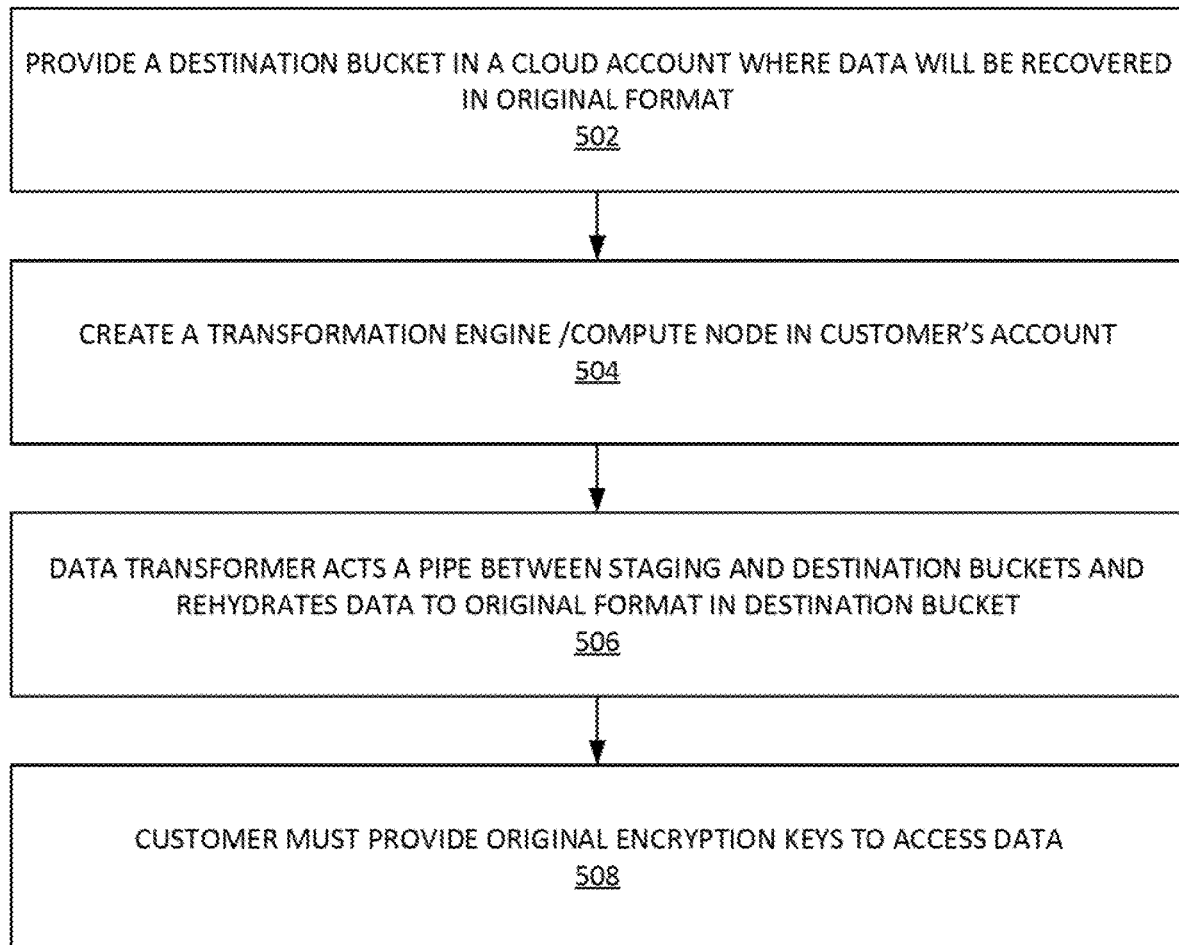 PROVIDE A DESTINATION BUCKET IN A CLOUD ACCOUNT WHERE DATA WILL BE RECOVERED
IN ORIGINAL FORMAT
502
CREATE A TRANSFORMATION ENGINE /COMPUTE NODE IN CUSTOMER'S ACCOUNT
504
DATA TRANSFORMER ACTS A PIPE BETWEEN STAGING AND DESTINATION BUCKETS AND
REHYDRATES DATA TO ORIGINAL FORMAT IN DESTINATION BUCKET
506
CUSTOMER MUST PROVIDE ORIGINAL ENCRYPTION KEYS TO ACCESS DATA
508